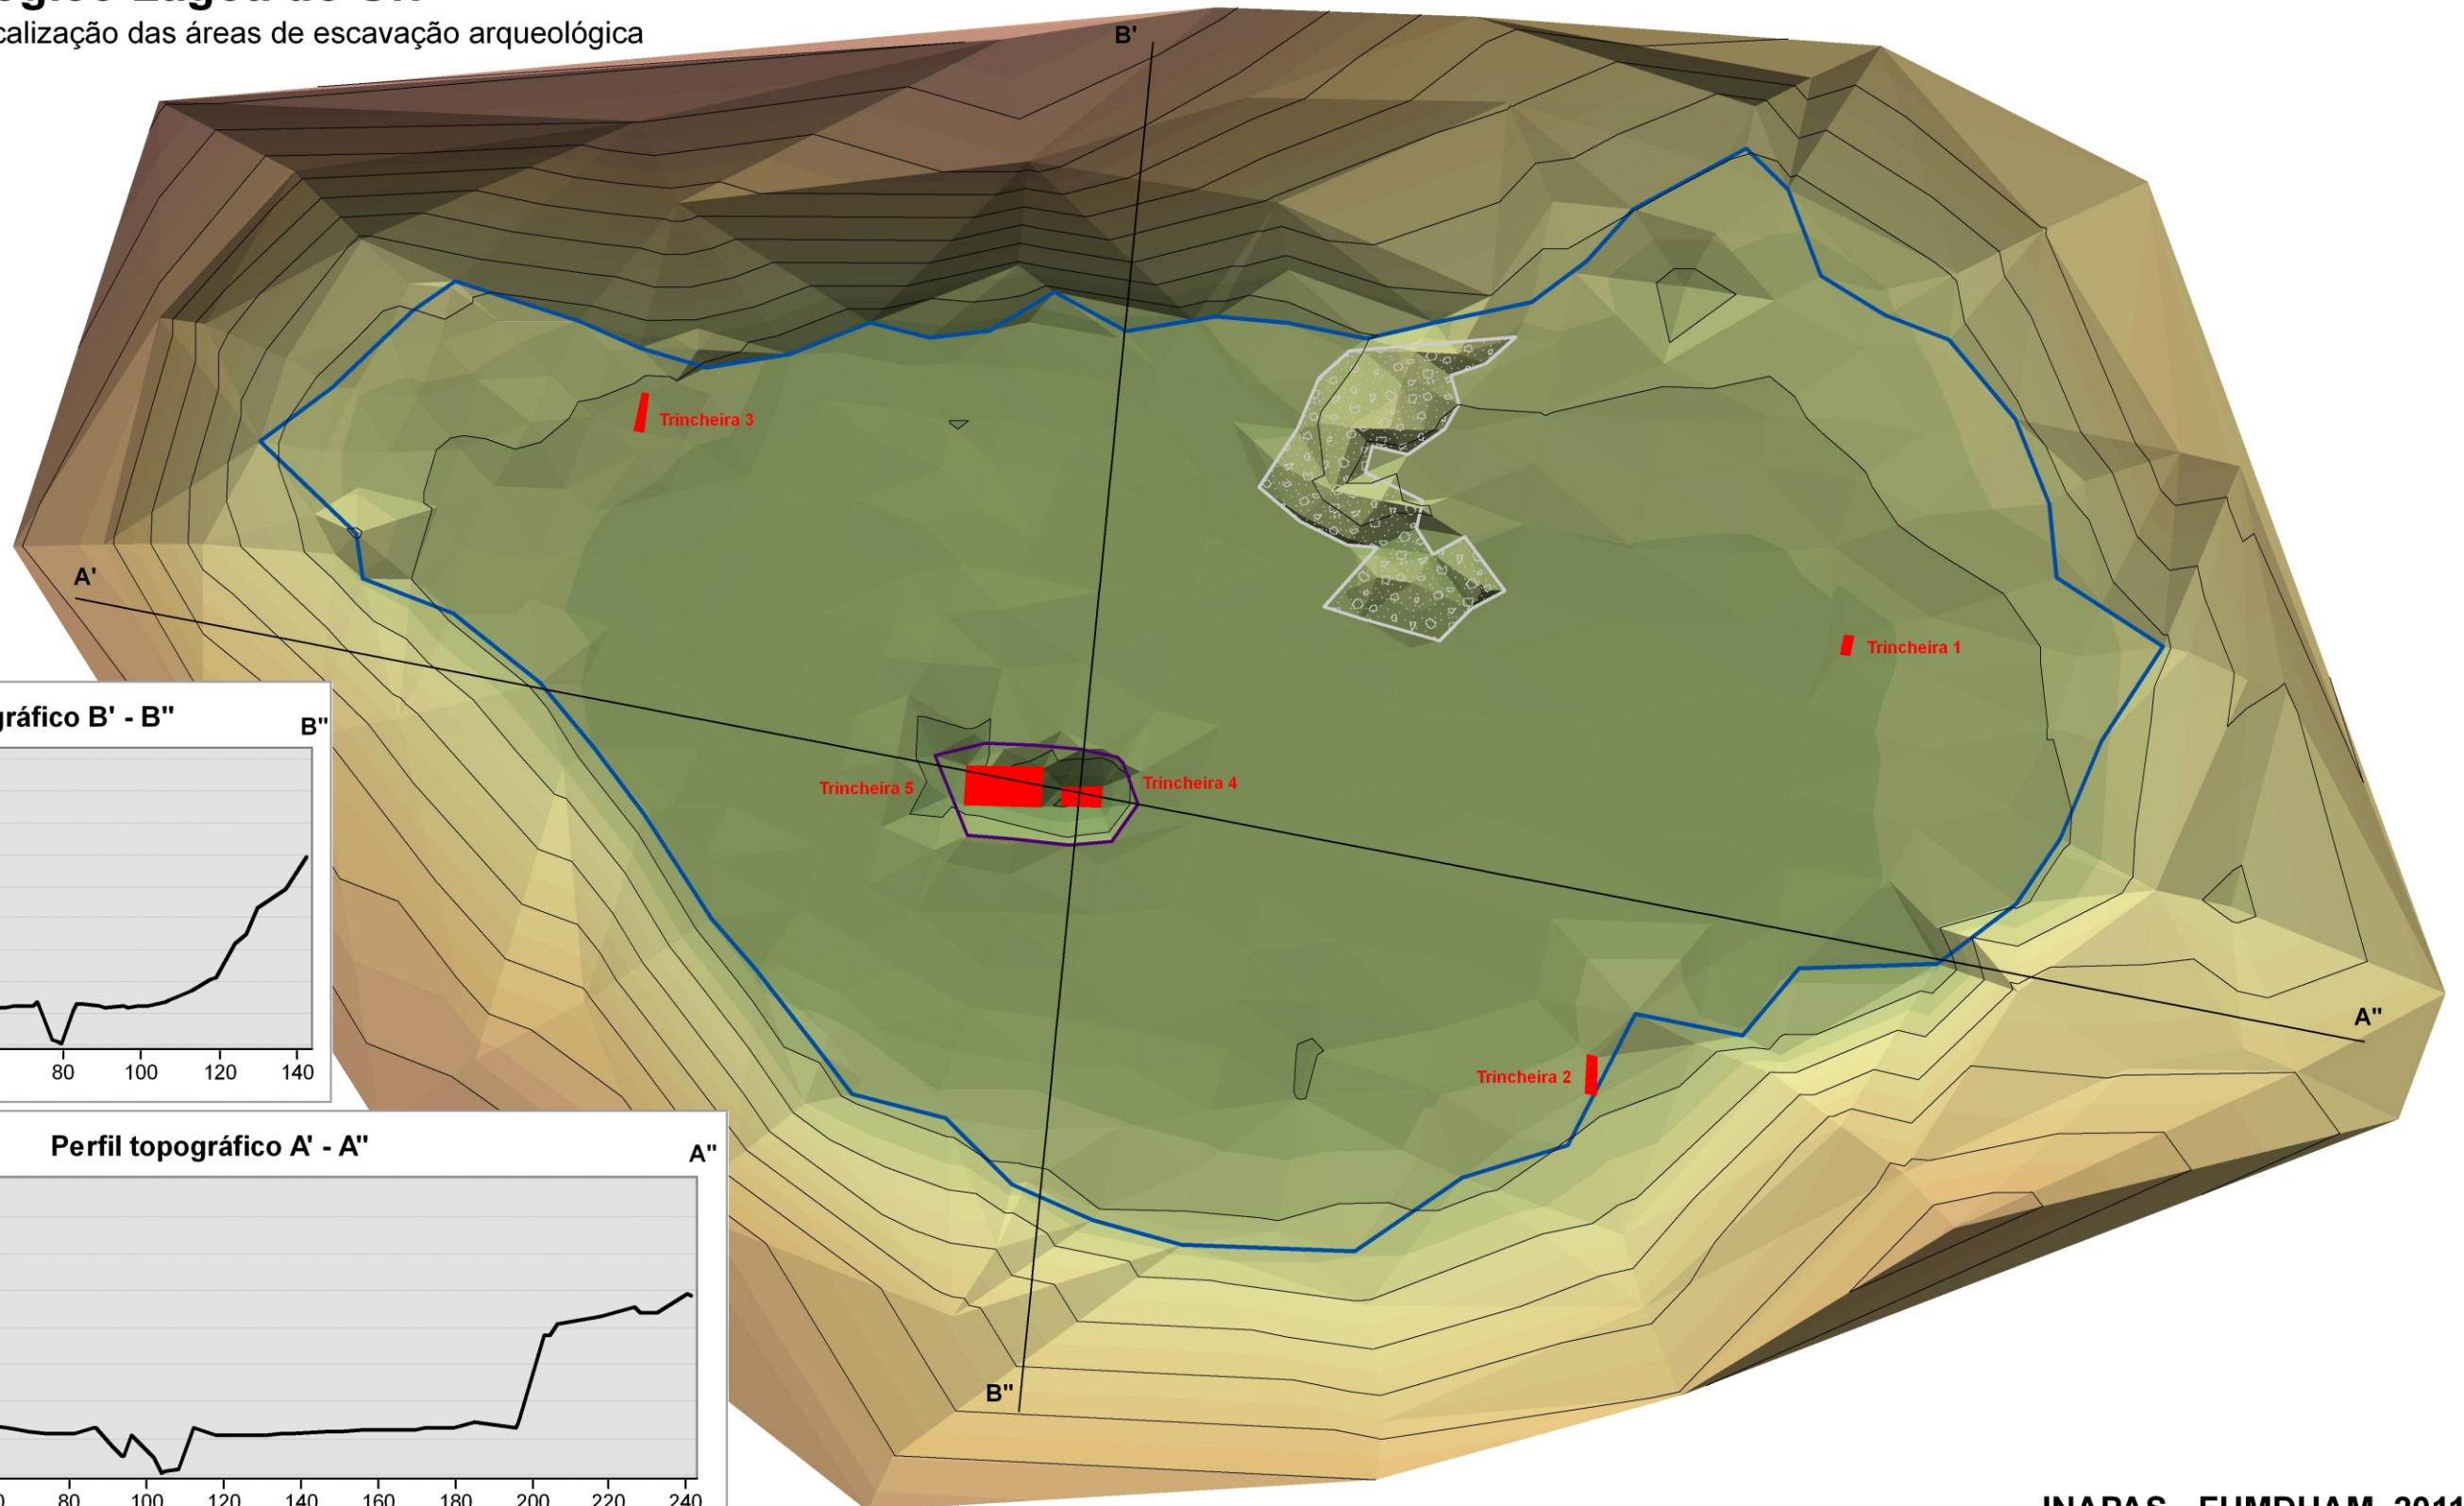 localização das áreas de escavação arqueológica
B'
Trincheira 3
A'
Trincheira 1
gráfico B' - B"
B"
Trincheira 5
Trincheira 4
80 100 120 140
A"
Trincheira 2
Perfil topográfico A' - A"
A"
B"
80 100 120 140 160 180 200 220 240